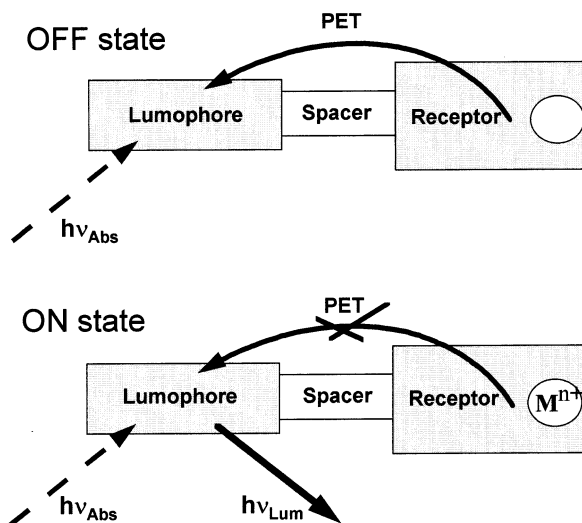 PET
OFF state
Lumophore Spacer Receptor
hνAbs
PET
ON state
Lumophore Spacer Receptor Mn+
hνAbs hνLum